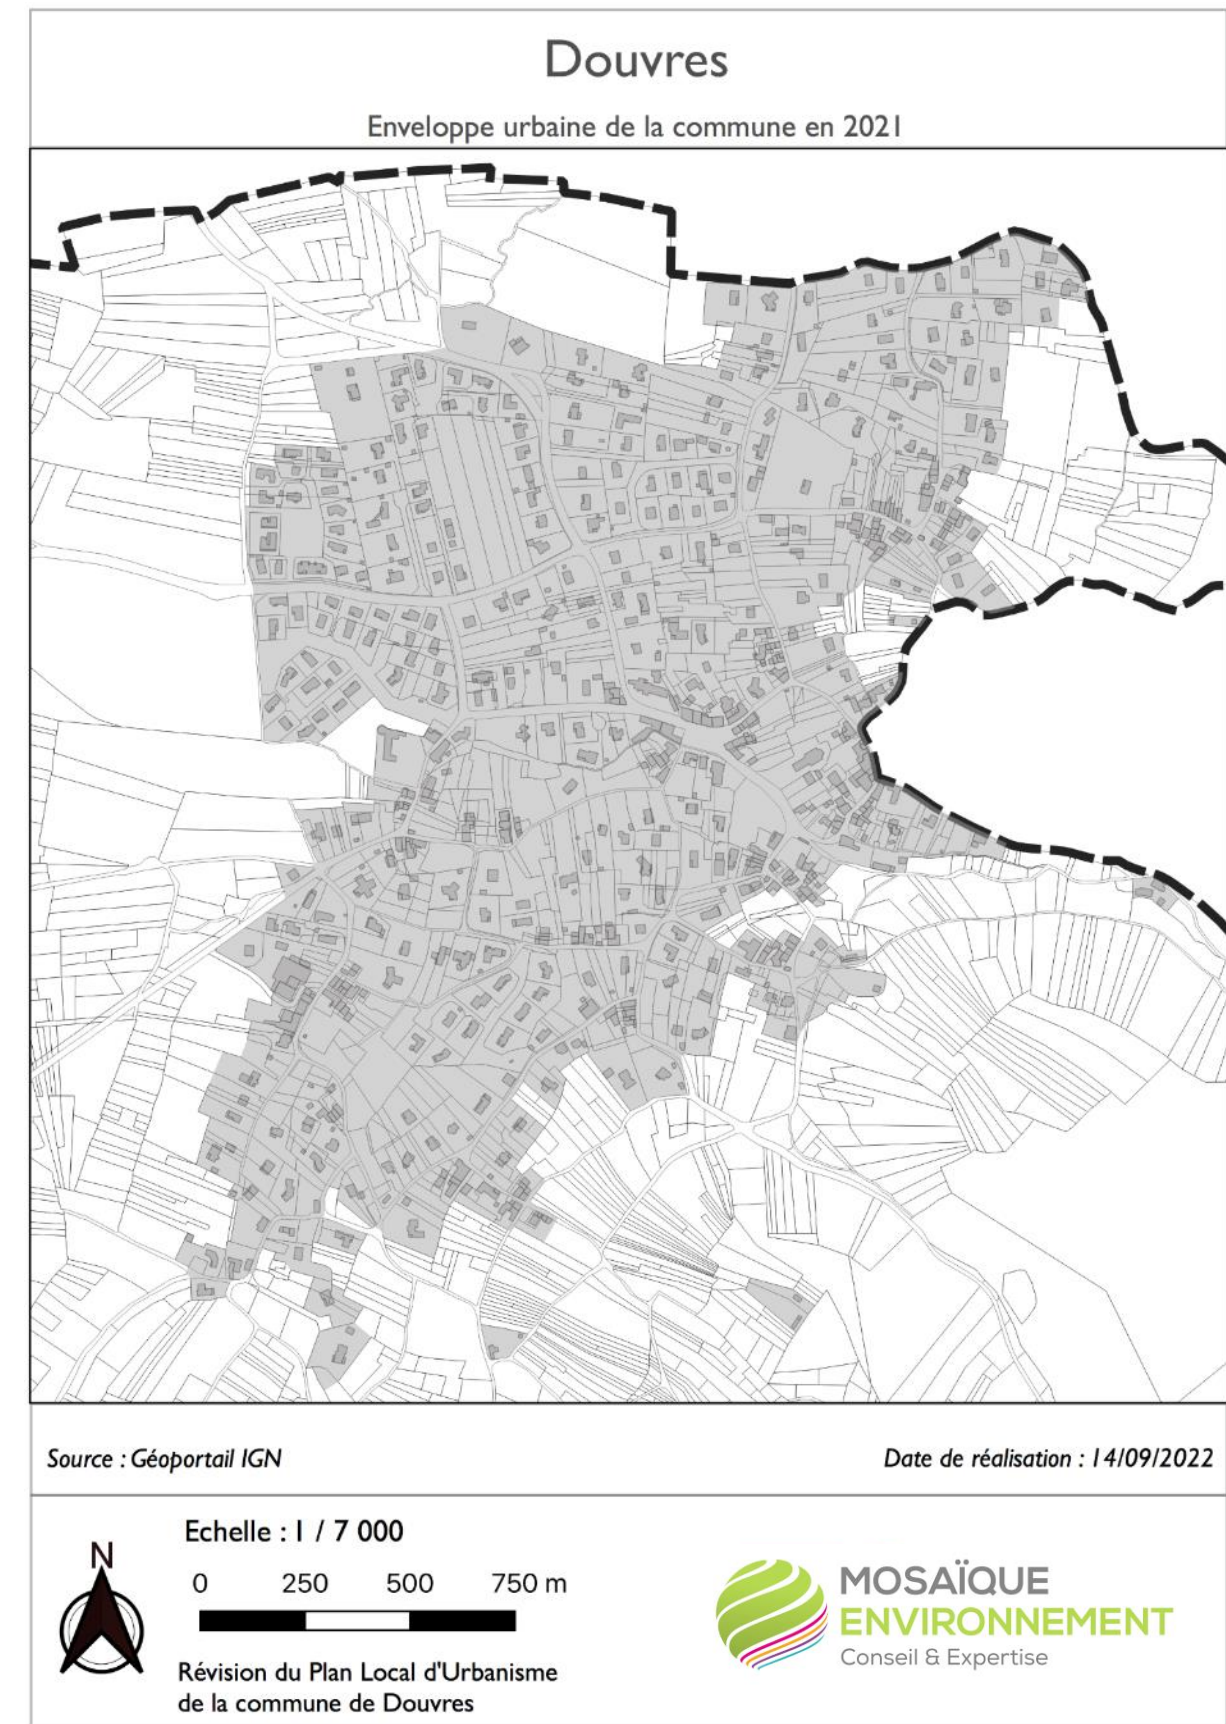 Douvres
Enveloppe urbaine de la commune en 2021
Source : Géoportail IGN
Date de réalisation : 14/09/2022
N
Echelle : 1 / 7 000
0 250 500 750 m
Révision du Plan Local d'Urbanisme
de la commune de Douvres
MOSAÏQUE
ENVIRONNEMENT
Conseil & Expertise